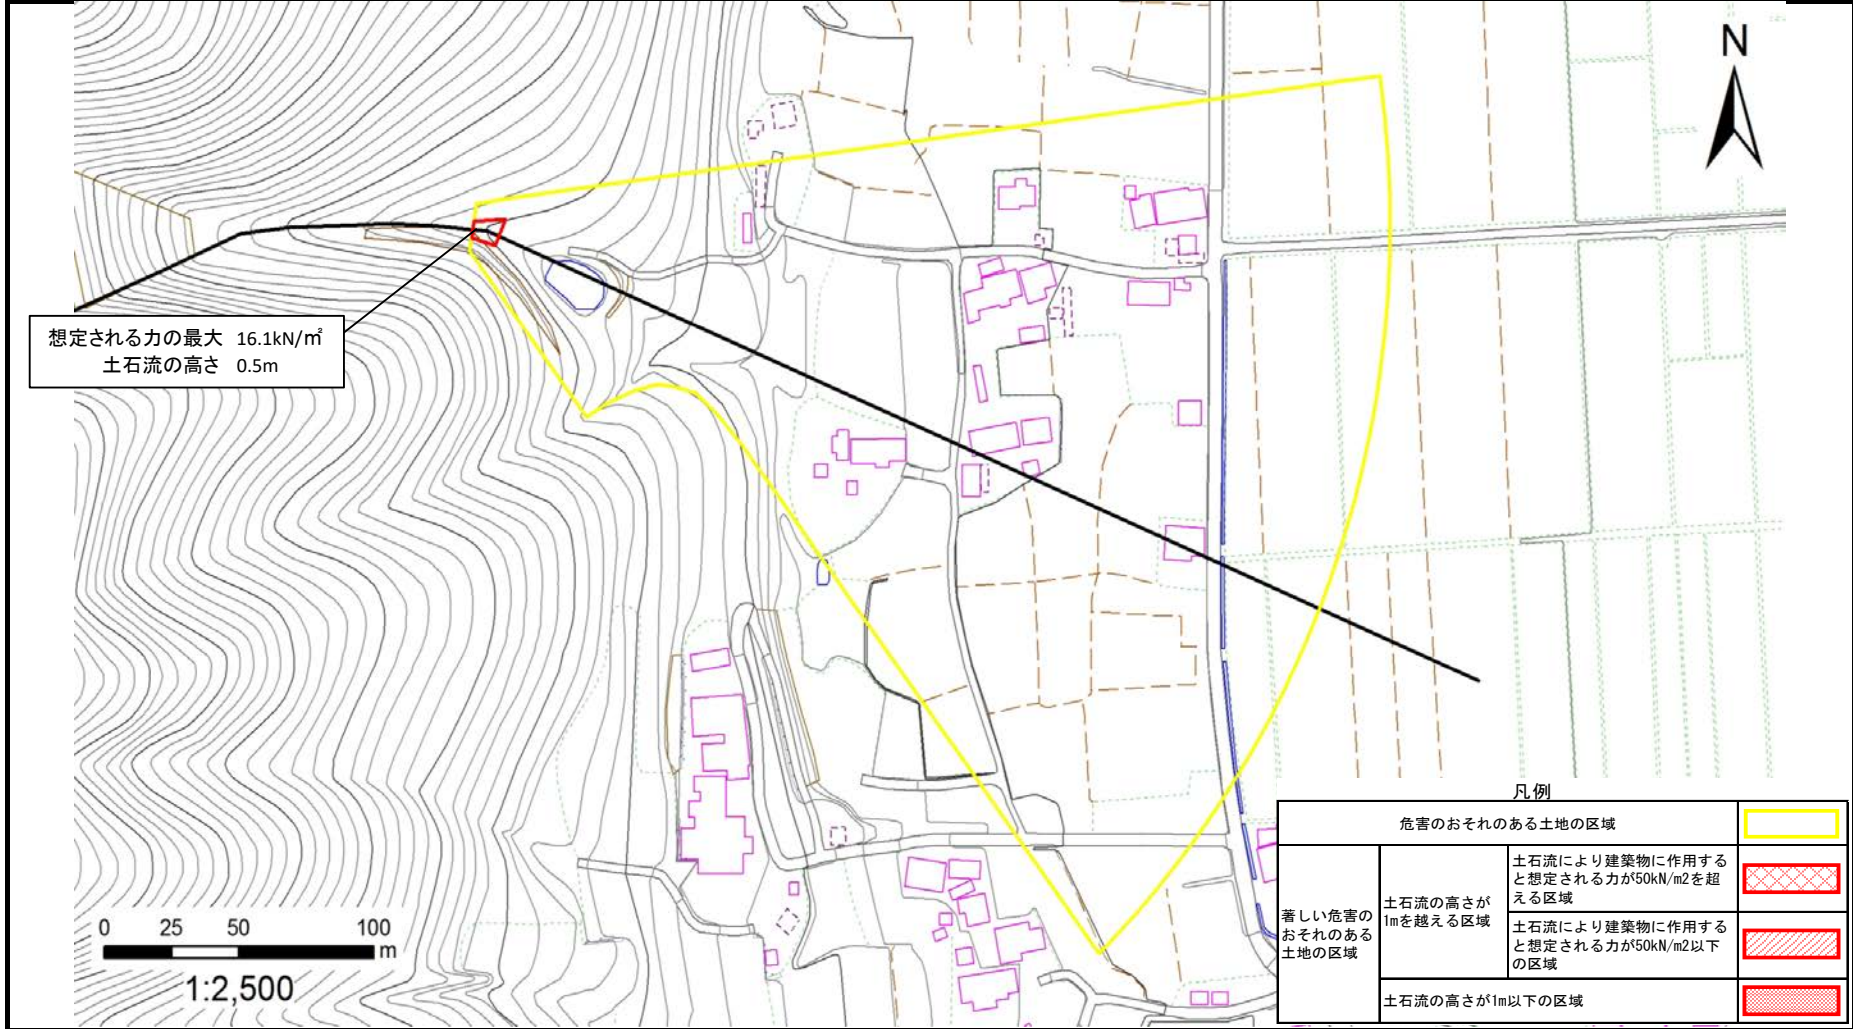 N
想定される力の最大 16.1kN/㎡
土石流の高さ 0.5m
0 25 50 100
m
1:2,500
凡例
危害のおそれのある土地の区域
著しい危害の
おそれのある
土地の区域
土石流の高さが
1mを越える区域
土石流により建築物に作用する
と想定される力が50kN/m2を超
える区域
土石流により建築物に作用する
と想定される力が50kN/m2以下
の区域
土石流の高さが1m以下の区域